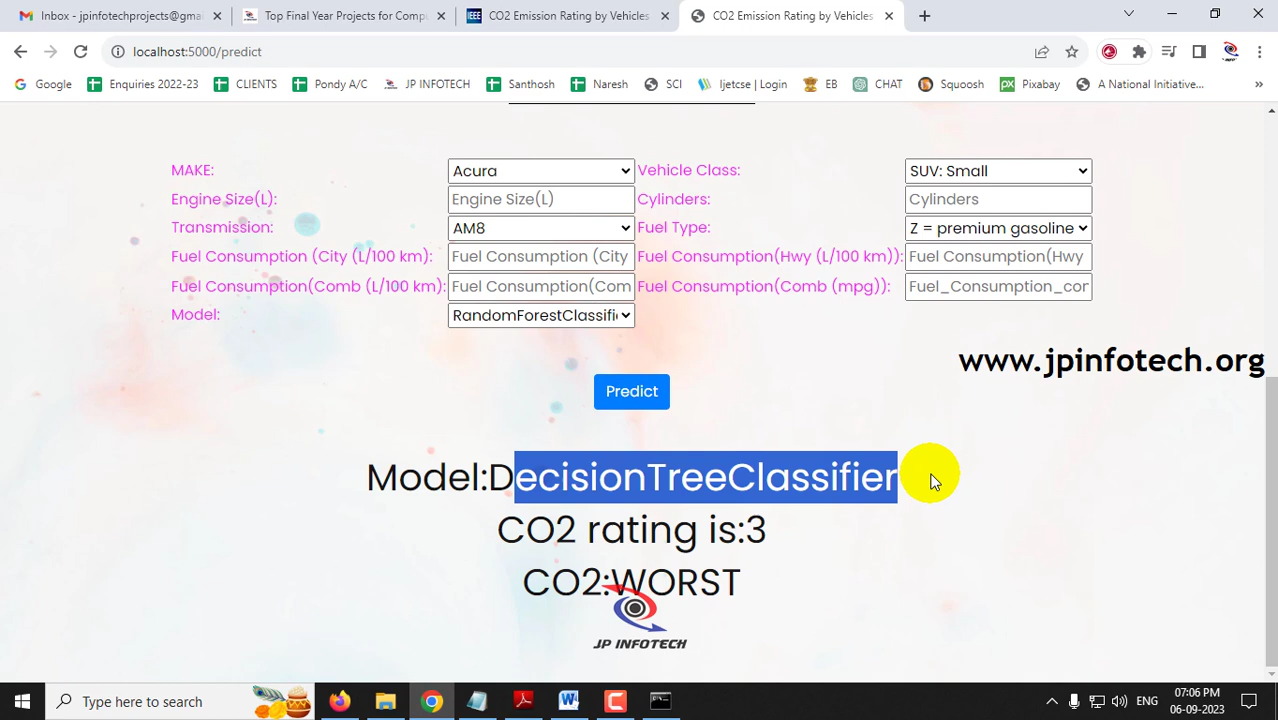 Inbox - jpinfotechprojects@gmai
Top Final Year Projects for Compu
CO2 Emission Rating by Vehicles
CO2 Emission Rating by Vehicles
localhost:5000/predict
Google
Enquiries 2022-23
CLIENTS
Pondy A/C
JP INFOTECH
Santhosh
Naresh
SCI
Ijetcse | Login
EB
CHAT
Squoosh
Pixabay
A National Initiative...
»
MAKE: Acura Vehicle Class: SUV: Small
Engine Size(L): Engine Size(L) Cylinders: Cylinders
Transmission: AM8 Fuel Type: Z = premium gasoline
Fuel Consumption (City (L/100 km): Fuel Consumption (City Fuel Consumption(Hwy (L/100 km)): Fuel Consumption(Hwy
Fuel Consumption(Comb (L/100 km): Fuel Consumption(Com Fuel Consumption(Comb (mpg)): Fuel_Consumption_con
Model: RandomForestClassifi
www.jpinfotech.org
Predict
Model:DecisionTreeClassifier
CO2 rating is:3
CO2:WORST
JP INFOTECH
Type here to search
ENG
07:06 PM
06-09-2023